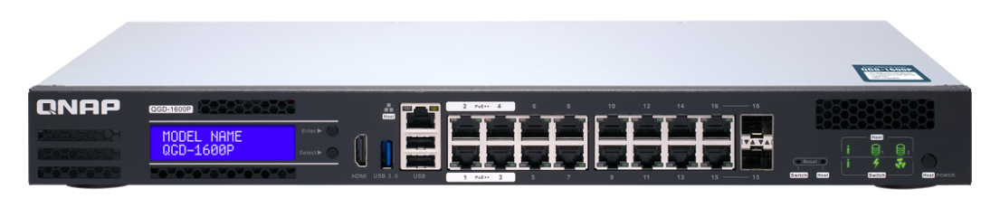 QNAP
QGD-1600P
QGD-1600P
MODEL NAME
QGD-1600P
Enter
Select
HDMI
USB 3.0
Host
USB
2 PoE++ 4 6 8 10 12 14 16 16
1 PoE++ 3 5 7 9 11 13 15 15
Host
Reset
Switch Host
Switch
Host POWER
1 2